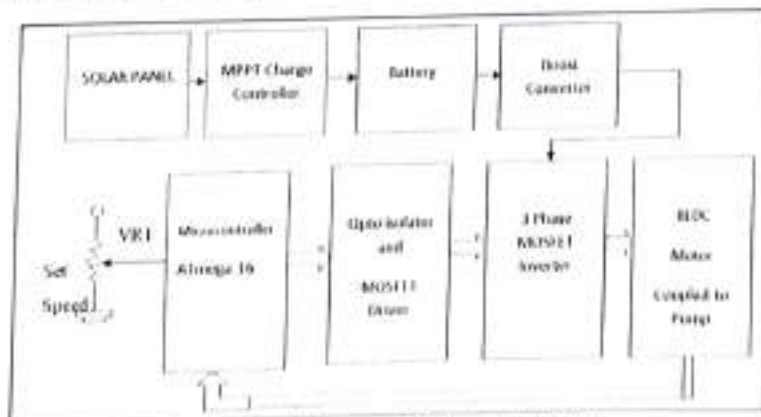 SOLAR PANEL
MPPT Charge
Controller
Battery
Converter
VR1
Set
Speed
Microcontroller
ATmega 16
Opto isolator
and
MOSFET
Driver
3 Phase
MOSFET
Inverter
BLDC
Motor
Coupled to
Pump